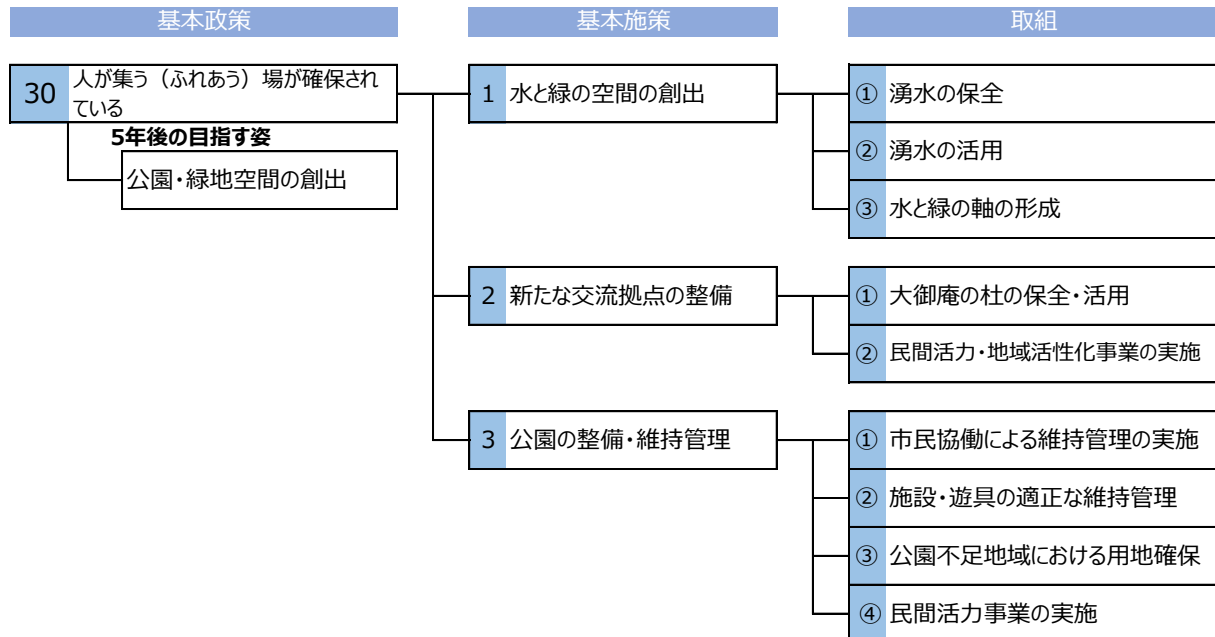 基本政策
基本施策
取組
30
人が集う（ふれあう）場が確保され
ている
5年後の目指す姿
公園・緑地空間の創出
1 水と緑の空間の創出
① 湧水の保全
② 湧水の活用
③ 水と緑の軸の形成
2 新たな交流拠点の整備
① 大御庵の杜の保全・活用
② 民間活力・地域活性化事業の実施
3 公園の整備・維持管理
① 市民協働による維持管理の実施
② 施設・遊具の適正な維持管理
③ 公園不足地域における用地確保
④ 民間活力事業の実施